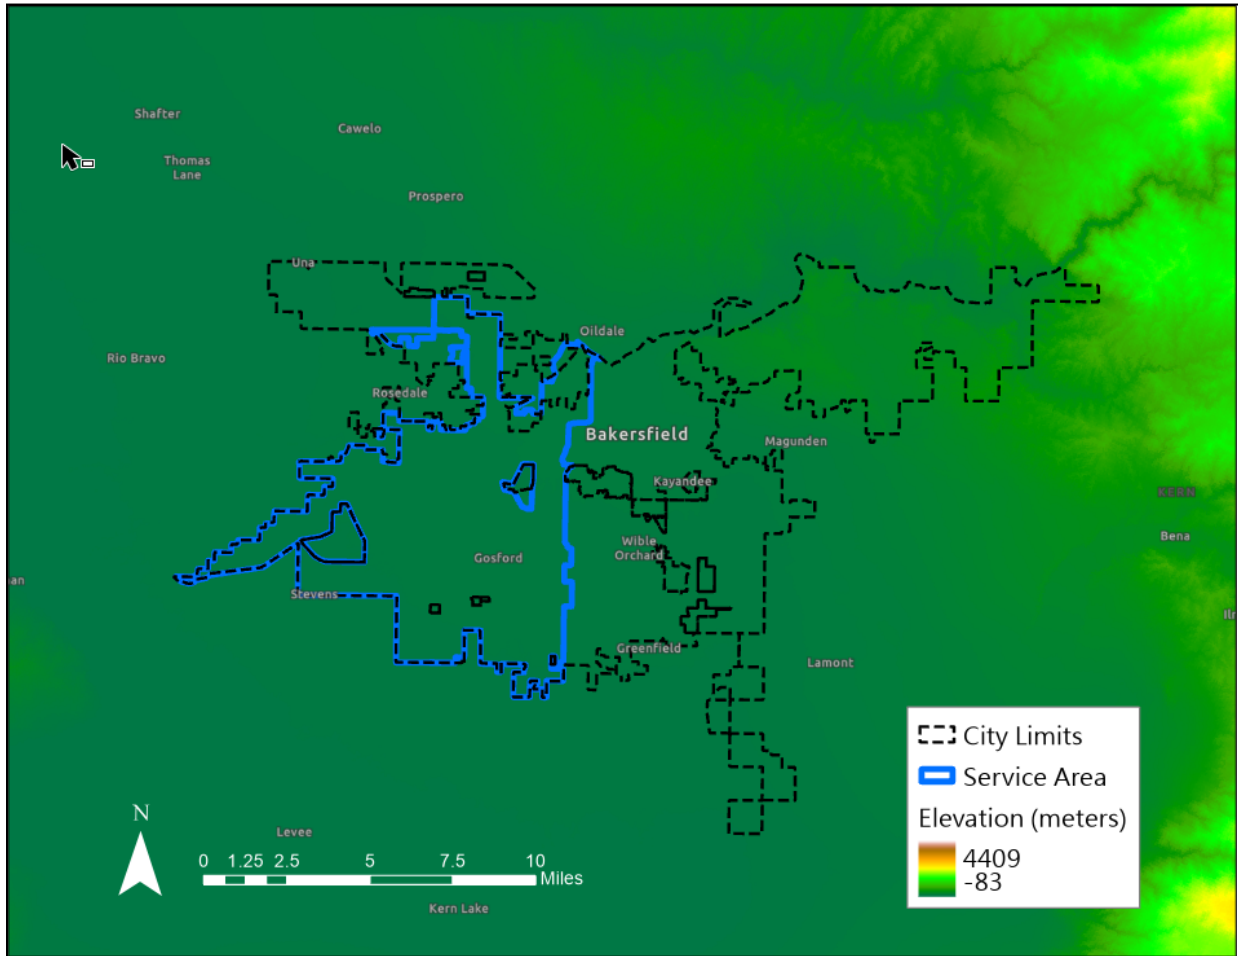 Shafter
Cawelo
Thomas
Lane
Prospero
Una
Oildale
Rio Bravo
Rosedale
Bakersfield
Magunden
Kayandee
KERN
Bena
Wible
Orchard
Gosford
Stevens
Greenfield
Lamont
City Limits
Service Area
Elevation (meters)
4409
-83
N
Levee
0 1.25 2.5 5 7.5 10
Miles
Kern Lake